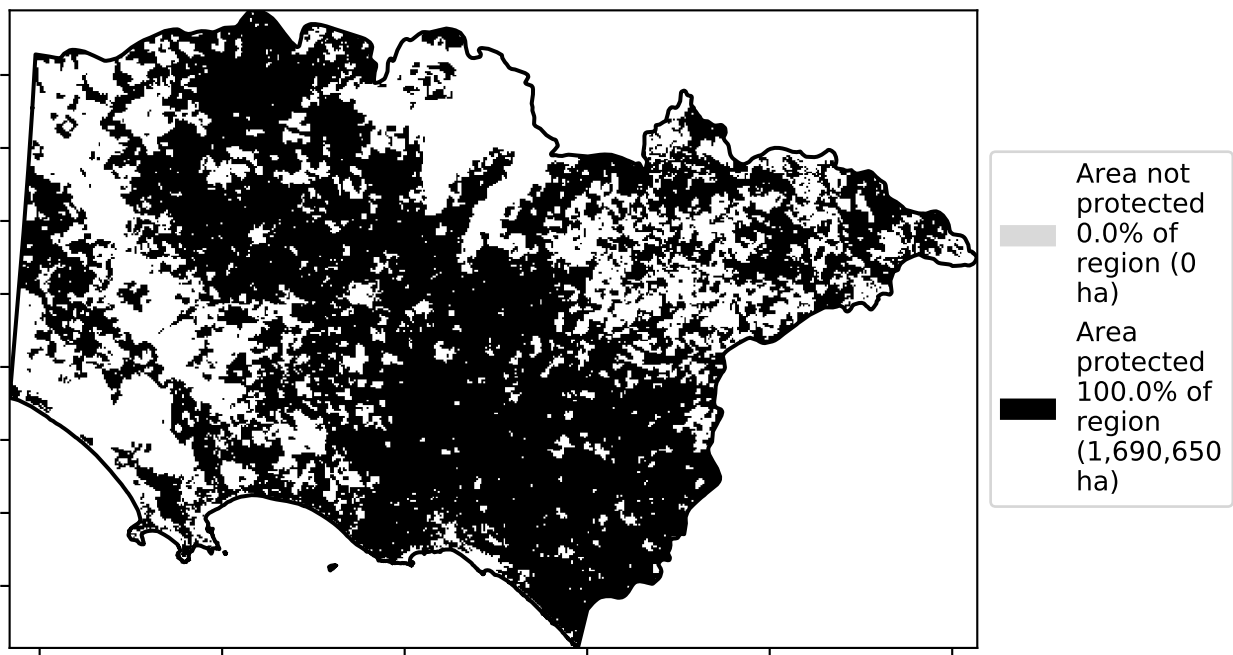 Area not
protected
0.0% of
region (0
ha)
Area
protected
100.0% of
region
(1,690,650
ha)